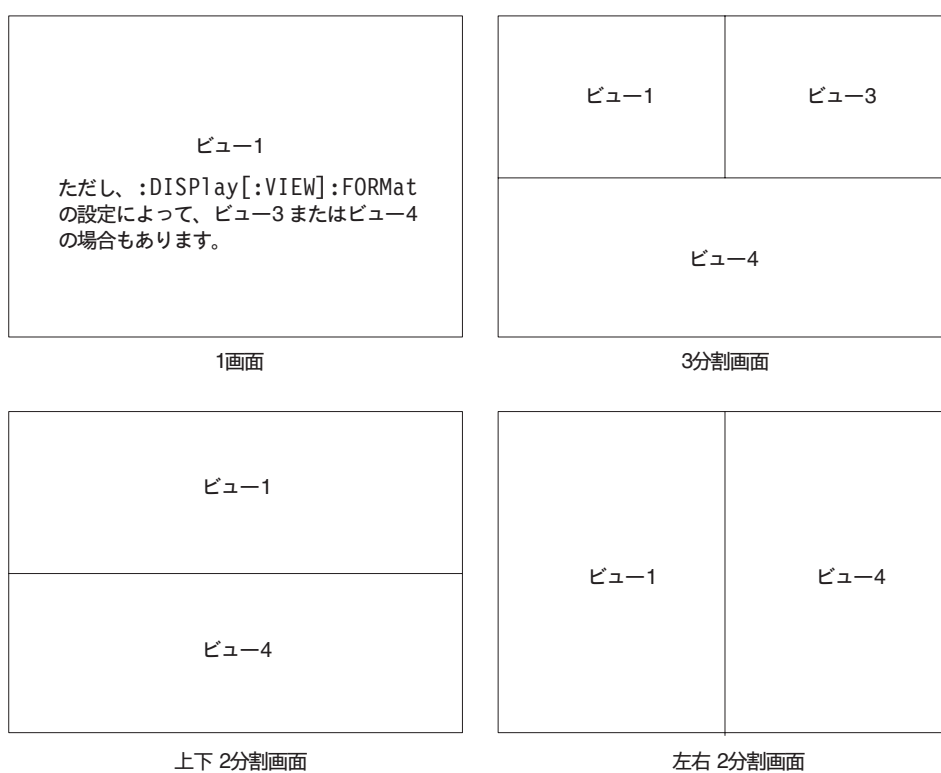 ビュー1
ただし、:DISPlay[:VIEW]:FORMat
の設定によって、ビュー3 またはビュー4
の場合もあります。
1画面
ビュー1
ビュー3
ビュー4
3分割画面
ビュー1
ビュー4
上下 2分割画面
ビュー1
ビュー4
左右 2分割画面